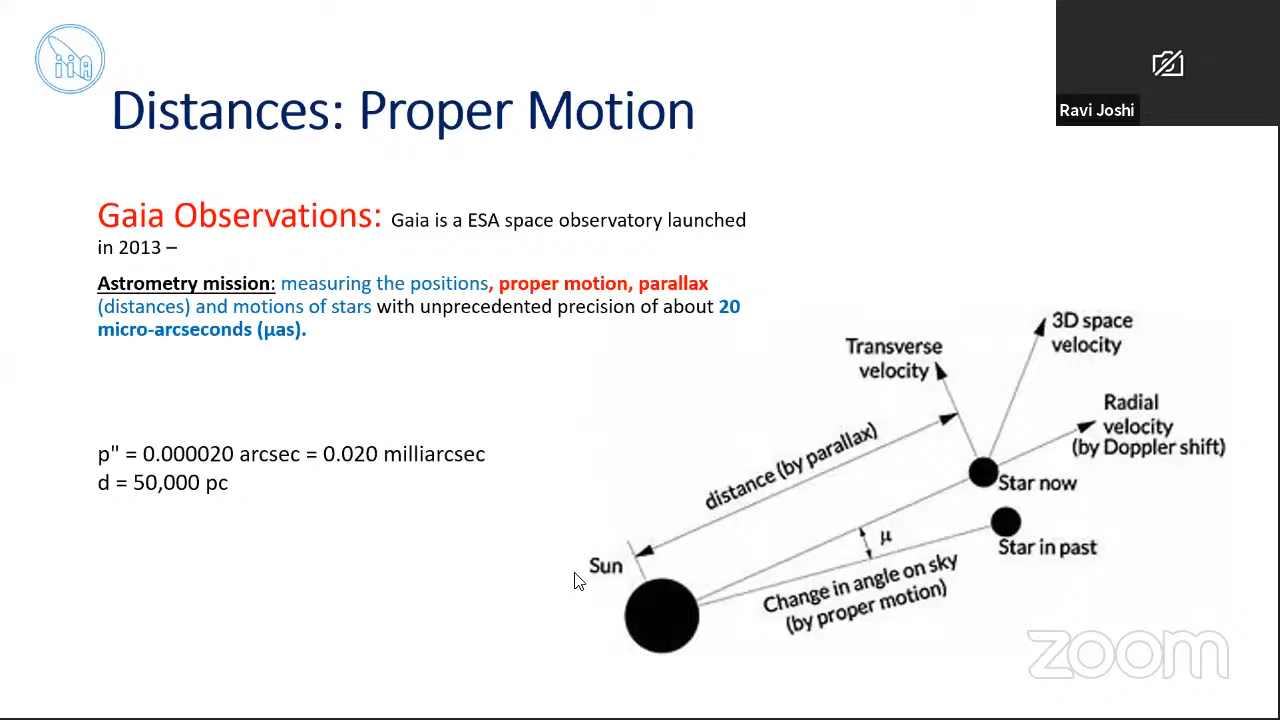 iiA
Ravi Joshi
Distances: Proper Motion
Gaia Observations: Gaia is a ESA space observatory launched
in 2013 –
Astrometry mission: measuring the positions, proper motion, parallax
(distances) and motions of stars with unprecedented precision of about 20
micro-arcseconds (μas).
p" = 0.000020 arcsec = 0.020 milliarcsec
d = 50,000 pc
3D space
velocity
Transverse
velocity
Radial
velocity
(by Doppler shift)
distance (by parallax)
Star now
Star in past
μ
Sun
Change in angle on sky
(by proper motion)
zoom